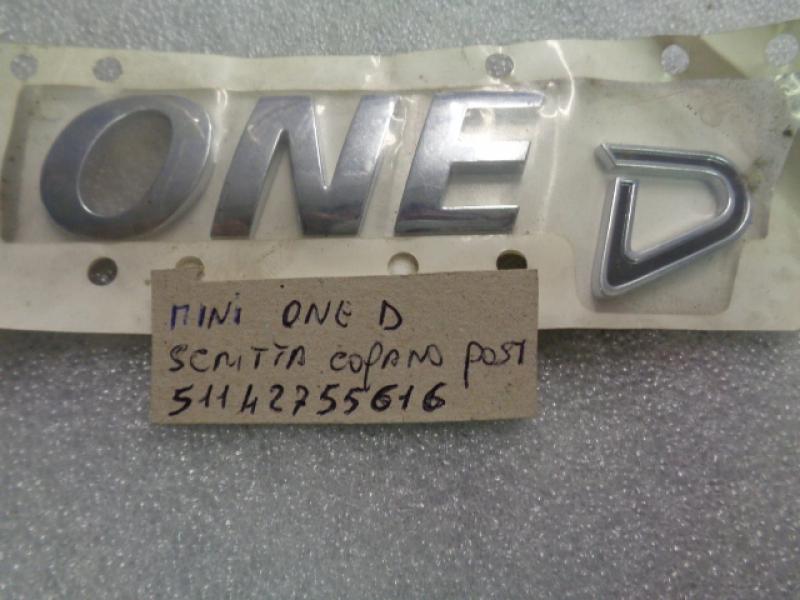 ONE D
MINI ONE D
SCRITTA COFANO POST
51142755616